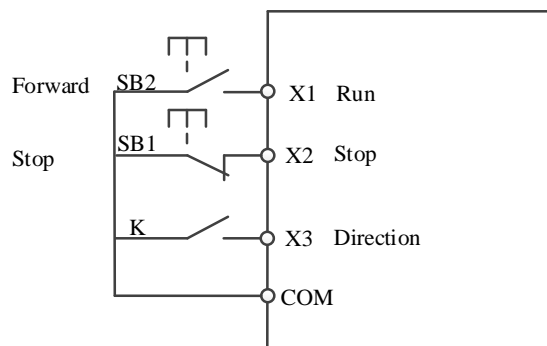 Forward SB2 X1 Run
Stop SB1 X2 Stop
K X3 Direction
COM